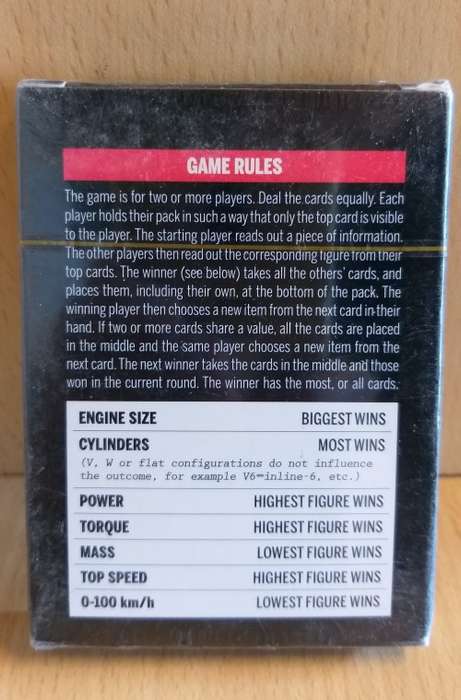 GAME RULES
The game is for two or more players. Deal the cards equally. Each
player holds their pack in such a way that only the top card is visible
to the player. The starting player reads out a piece of information.
The other players then read out the corresponding figure from their
top cards. The winner (see below) takes all the others' cards, and
places them, including their own, at the bottom of the pack. The
winning player then chooses a new item from the next card in their
hand. If two or more cards share a value, all the cards are placed
in the middle and the same player chooses a new item from the
next card. The next winner takes the cards in the middle and those
won in the current round. The winner has the most, or all cards.
ENGINE SIZE BIGGEST WINS
CYLINDERS MOST WINS
(V, W or flat configurations do not influence
the outcome, for example V6=inline-6, etc.)
POWER HIGHEST FIGURE WINS
TORQUE HIGHEST FIGURE WINS
MASS LOWEST FIGURE WINS
TOP SPEED HIGHEST FIGURE WINS
0-100 km/h LOWEST FIGURE WINS